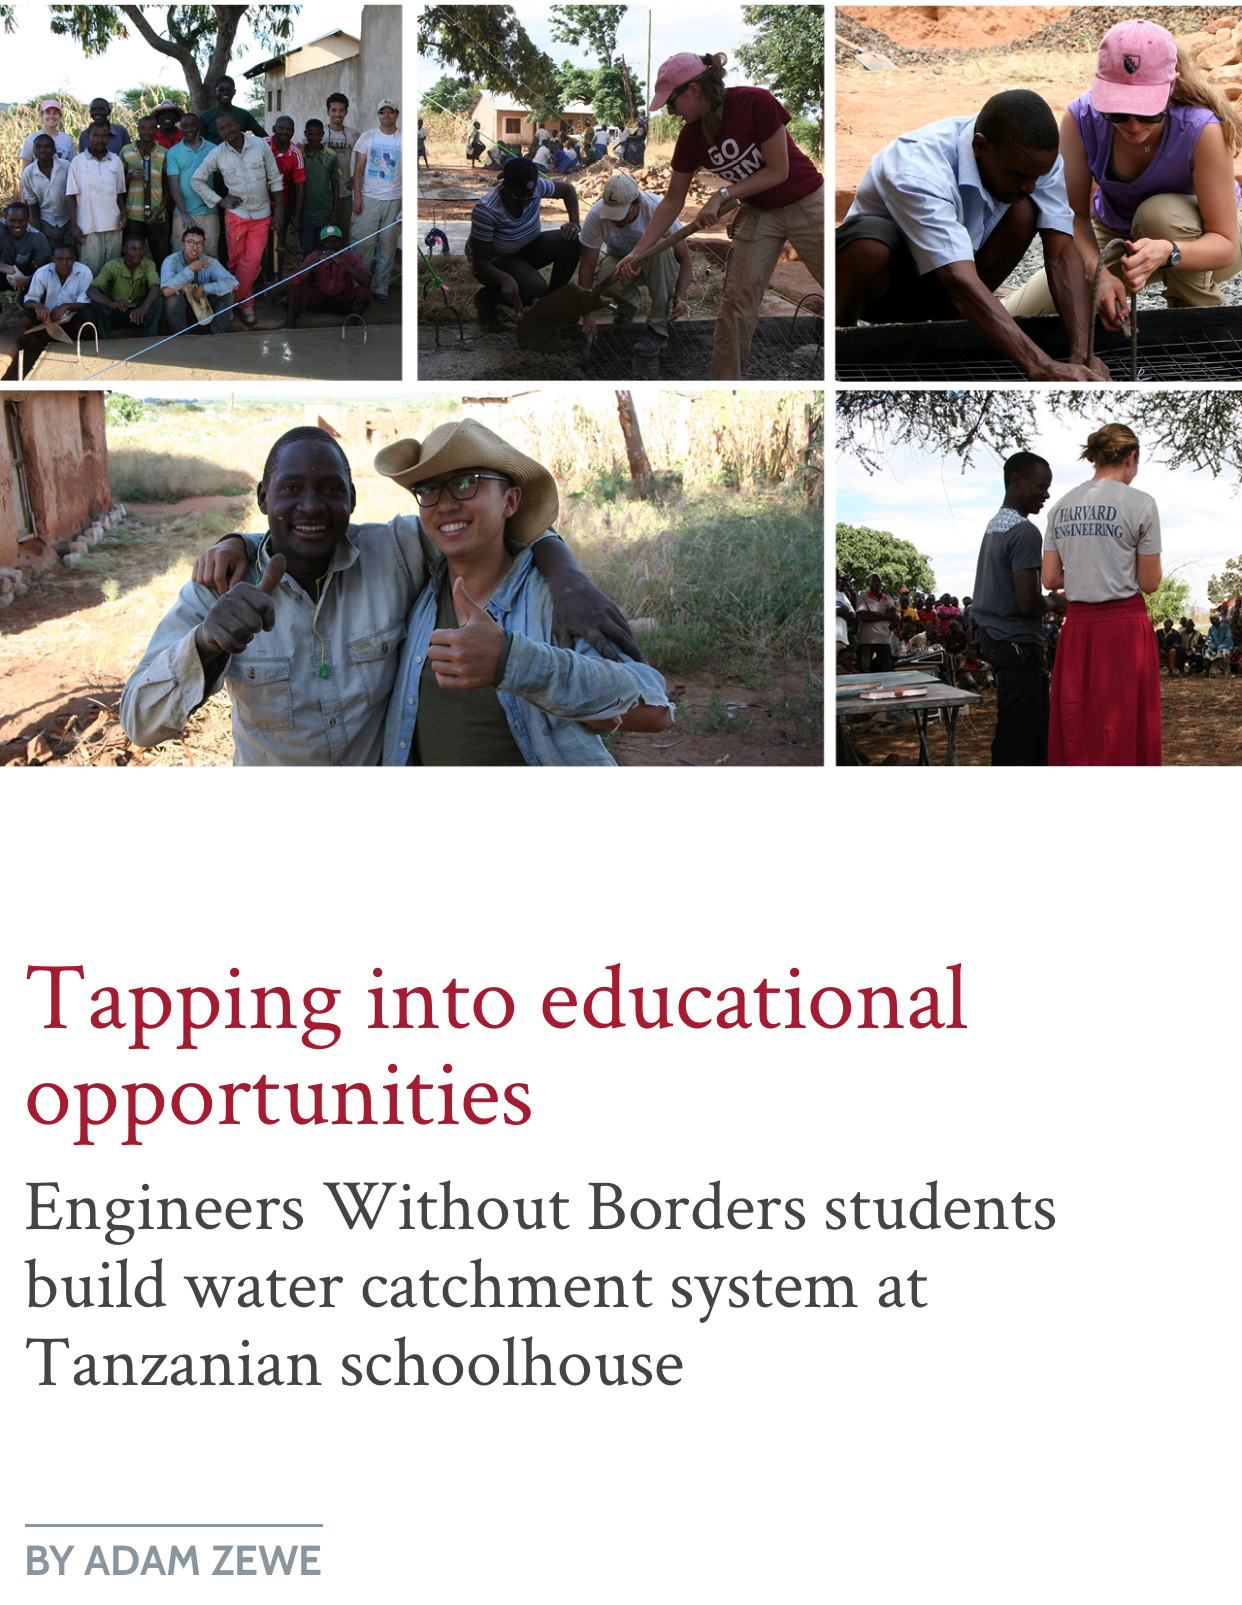 GO
HARVARD
ENGINEERING
Tapping into educational
opportunities
Engineers Without Borders students
build water catchment system at
Tanzanian schoolhouse
BY ADAM ZEWE